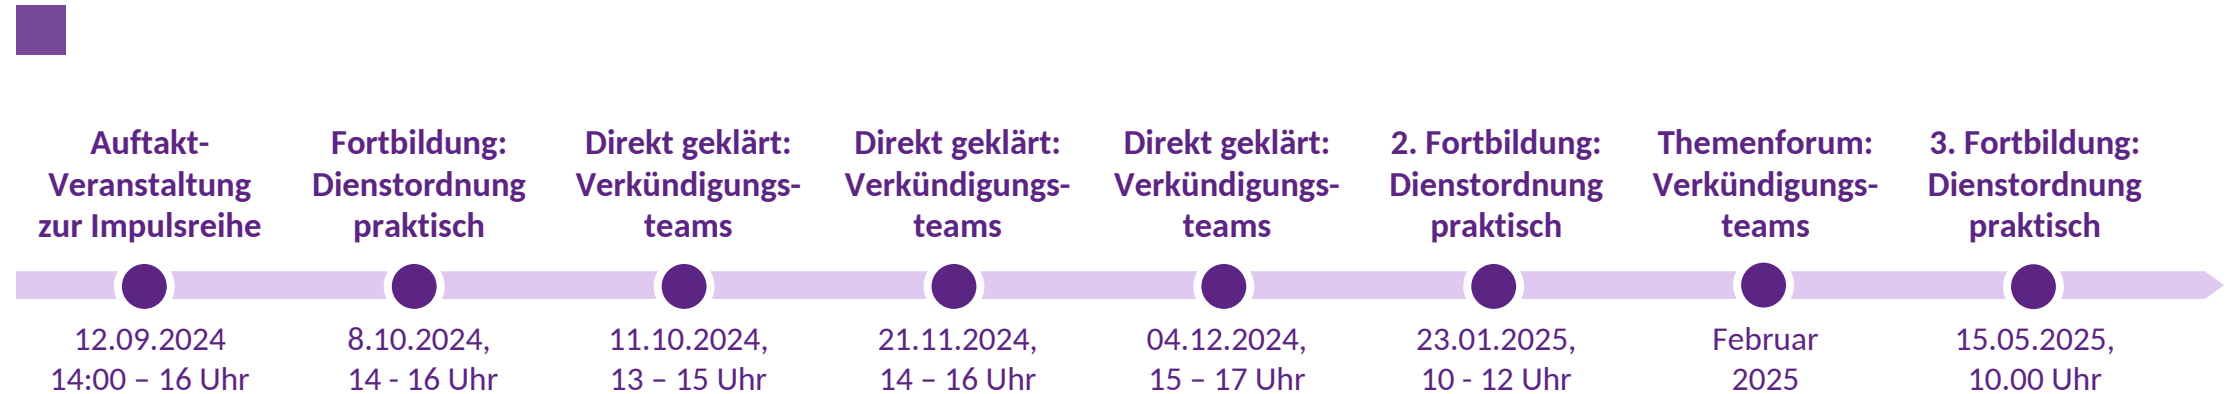 Auftakt-
Veranstaltung
zur Impulsreihe
12.09.2024
14:00 – 16 Uhr
Fortbildung:
Dienstordnung
praktisch
8.10.2024,
14 - 16 Uhr
Direkt geklärt:
Verkündigungs-
teams
11.10.2024,
13 – 15 Uhr
Direkt geklärt:
Verkündigungs-
teams
21.11.2024,
14 – 16 Uhr
Direkt geklärt:
Verkündigungs-
teams
04.12.2024,
15 – 17 Uhr
2. Fortbildung:
Dienstordnung
praktisch
23.01.2025,
10 - 12 Uhr
Themenforum:
Verkündigungs-
teams
Februar
2025
3. Fortbildung:
Dienstordnung
praktisch
15.05.2025,
10.00 Uhr